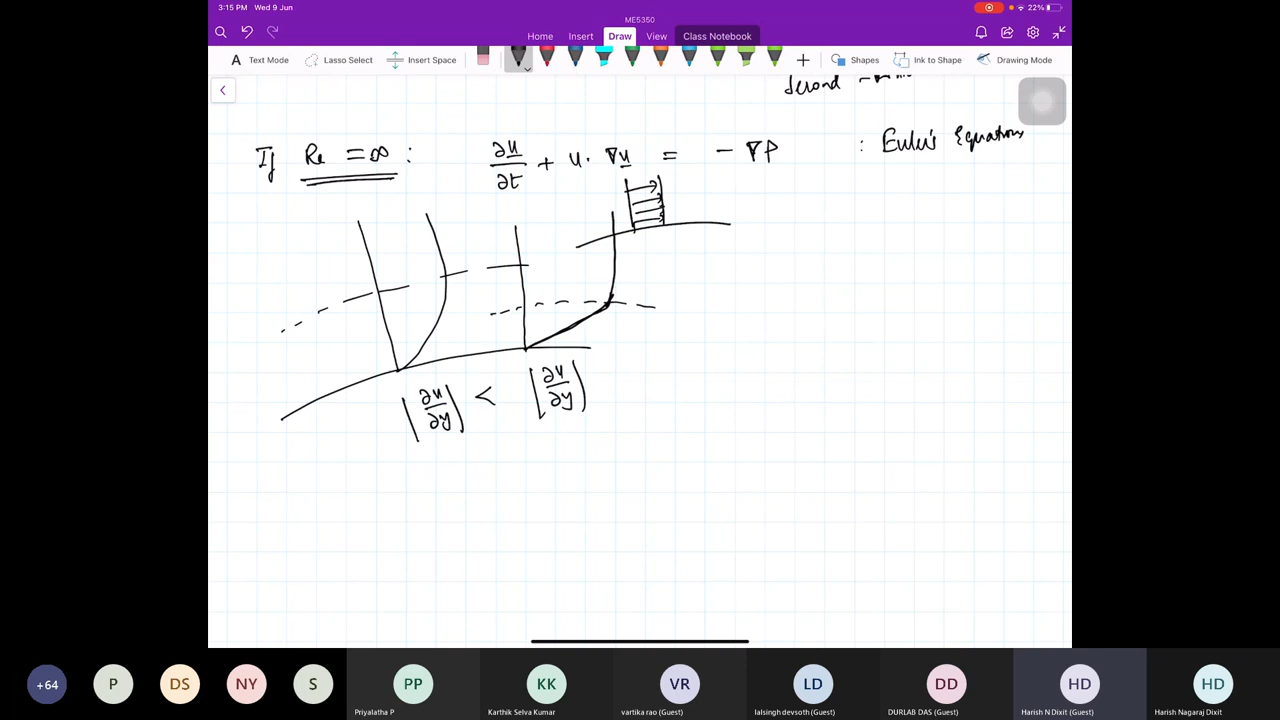 3:15 PM Wed 9 Jun
22%
ME5350
Home Insert Draw View Class Notebook
Text Mode Lasso Select Insert Space Shapes Ink to Shape Drawing Mode
Second
If Re = ∞ : ∂u/∂t + u · ∇u = - ∇P : Euler's Equations
|∂u/∂y| < |∂u/∂y|
+64 P DS NY S PP KK VR LD DD HD HD
Priyalatha P Karthik Selva Kumar vartika rao (Guest) lalsingh devsoth (Guest) DURLAB DAS (Guest) Harish N Dixit (Guest) Harish Nagaraj Dixit